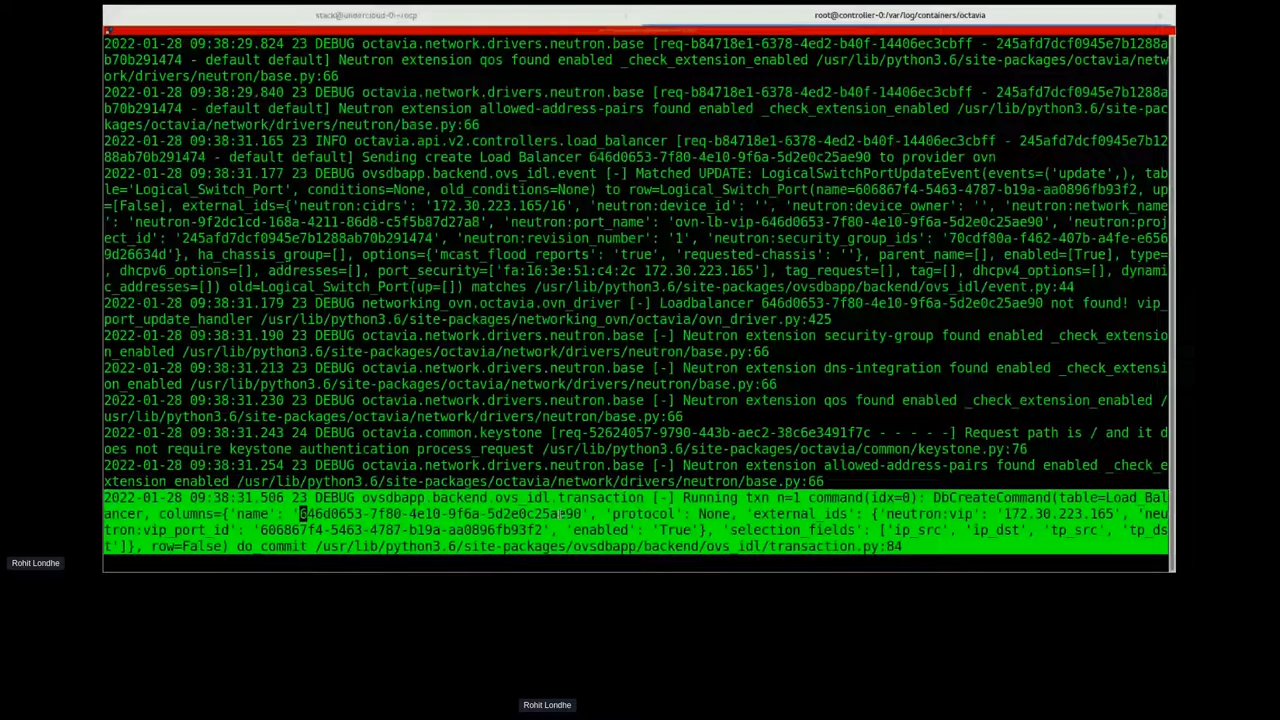 stack@undercloud-0:~/ocp
root@controller-0:/var/log/containers/octavia
2022-01-28 09:38:29.824 23 DEBUG octavia.network.drivers.neutron.base [req-b84718e1-6378-4ed2-b40f-14406ec3cbff - 245afd7dcf0945e7b1288a
b70b291474 - default default] Neutron extension qos found enabled _check_extension_enabled /usr/lib/python3.6/site-packages/octavia/netw
ork/drivers/neutron/base.py:66
2022-01-28 09:38:29.840 23 DEBUG octavia.network.drivers.neutron.base [req-b84718e1-6378-4ed2-b40f-14406ec3cbff - 245afd7dcf0945e7b1288a
b70b291474 - default default] Neutron extension allowed-address-pairs found enabled _check_extension_enabled /usr/lib/python3.6/site-pac
kages/octavia/network/drivers/neutron/base.py:66
2022-01-28 09:38:31.165 23 INFO octavia.api.v2.controllers.load_balancer [req-b84718e1-6378-4ed2-b40f-14406ec3cbff - 245afd7dcf0945e7b12
88ab70b291474 - default default] Sending create Load Balancer 646d0653-7f80-4e10-9f6a-5d2e0c25ae90 to provider ovn
2022-01-28 09:38:31.177 23 DEBUG ovsdbapp.backend.ovs_idl.event [-] Matched UPDATE: LogicalSwitchPortUpdateEvent(events=('update',), tab
le='Logical_Switch_Port', conditions=None, old_conditions=None) to row=Logical_Switch_Port(name=606867f4-5463-4787-b19a-aa0896fb93f2, up
=[False], external_ids={'neutron:cidrs': '172.30.223.165/16', 'neutron:device_id': '', 'neutron:device_owner': '', 'neutron:network_name
': 'neutron-9f2dc1cd-168a-4211-86d8-c5f5b87d27a8', 'neutron:port_name': 'ovn-lb-vip-646d0653-7f80-4e10-9f6a-5d2e0c25ae90', 'neutron:proj
ect_id': '245afd7dcf0945e7b1288ab70b291474', 'neutron:revision_number': '1', 'neutron:security_group_ids': '70cdf80a-f462-407b-a4fe-e656
9d26634d'}, ha_chassis_group=[], options={'mcast_flood_reports': 'true', 'requested-chassis': ''}, parent_name=[], enabled=[True], type=
, dhcpv6_options=[], addresses=[], port_security=['fa:16:3e:51:c4:2c 172.30.223.165'], tag_request=[], tag=[], dhcpv4_options=[], dynami
c_addresses=[]) old=Logical_Switch_Port(up=[]) matches /usr/lib/python3.6/site-packages/ovsdbapp/backend/ovs_idl/event.py:44
2022-01-28 09:38:31.179 23 DEBUG networking_ovn.octavia.ovn_driver [-] Loadbalancer 646d0653-7f80-4e10-9f6a-5d2e0c25ae90 not found! vip_
port_update_handler /usr/lib/python3.6/site-packages/networking_ovn/octavia/ovn_driver.py:425
2022-01-28 09:38:31.190 23 DEBUG octavia.network.drivers.neutron.base [-] Neutron extension security-group found enabled _check_extensio
n_enabled /usr/lib/python3.6/site-packages/octavia/network/drivers/neutron/base.py:66
2022-01-28 09:38:31.213 23 DEBUG octavia.network.drivers.neutron.base [-] Neutron extension dns-integration found enabled _check_extensi
on_enabled /usr/lib/python3.6/site-packages/octavia/network/drivers/neutron/base.py:66
2022-01-28 09:38:31.230 23 DEBUG octavia.network.drivers.neutron.base [-] Neutron extension qos found enabled _check_extension_enabled /
usr/lib/python3.6/site-packages/octavia/network/drivers/neutron/base.py:66
2022-01-28 09:38:31.243 24 DEBUG octavia.common.keystone [req-52624057-9790-443b-aec2-38c6e3491f7c - - - - -] Request path is / and it d
oes not require keystone authentication process_request /usr/lib/python3.6/site-packages/octavia/common/keystone.py:76
2022-01-28 09:38:31.254 23 DEBUG octavia.network.drivers.neutron.base [-] Neutron extension allowed-address-pairs found enabled _check_e
xtension_enabled /usr/lib/python3.6/site-packages/octavia/network/drivers/neutron/base.py:66
2022-01-28 09:38:31.506 23 DEBUG ovsdbapp.backend.ovs_idl.transaction [-] Running txn n=1 command(idx=0): DbCreateCommand(table=Load_Bal
ancer, columns={'name': '646d0653-7f80-4e10-9f6a-5d2e0c25ae90', 'protocol': None, 'external_ids': {'neutron:vip': '172.30.223.165', 'neu
tron:vip_port_id': '606867f4-5463-4787-b19a-aa0896fb93f2', 'enabled': 'True'}, 'selection_fields': ['ip_src', 'ip_dst', 'tp_src', 'tp_ds
t']}, row=False) do_commit /usr/lib/python3.6/site-packages/ovsdbapp/backend/ovs_idl/transaction.py:84
Rohit Londhe
Rohit Londhe